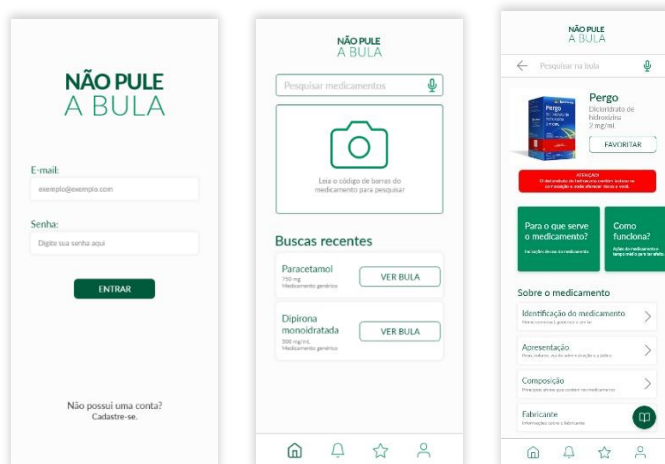 NÃO PULE
A BULA
E-mail:
exemplo@exemplo.com
Senha:
Digite sua senha aqui
ENTRAR
Não possui uma conta?
Cadastre-se.
NÃO PULE
A BULA
Pesquisar medicamentos
Leia o código de barras do
medicamento para pesquisar
Buscas recentes
Paracetamol
750 mg
Medicamento genérico
VER BULA
Dipirona
monoidratada
500 mg/mL
Medicamento genérico
VER BULA
NÃO PULE
A BULA
Pesquisar na bula
Pergo
Pergo
Dicloridrato de
hidroxizina
2 mg/ml
FAVORITAR
ATENÇÃO!
Para o que serve
o medicamento?
Como
funciona?
Sobre o medicamento
Identificação do medicamento
Apresentação
Composição
Fabricante
Informações sobre o fabricante